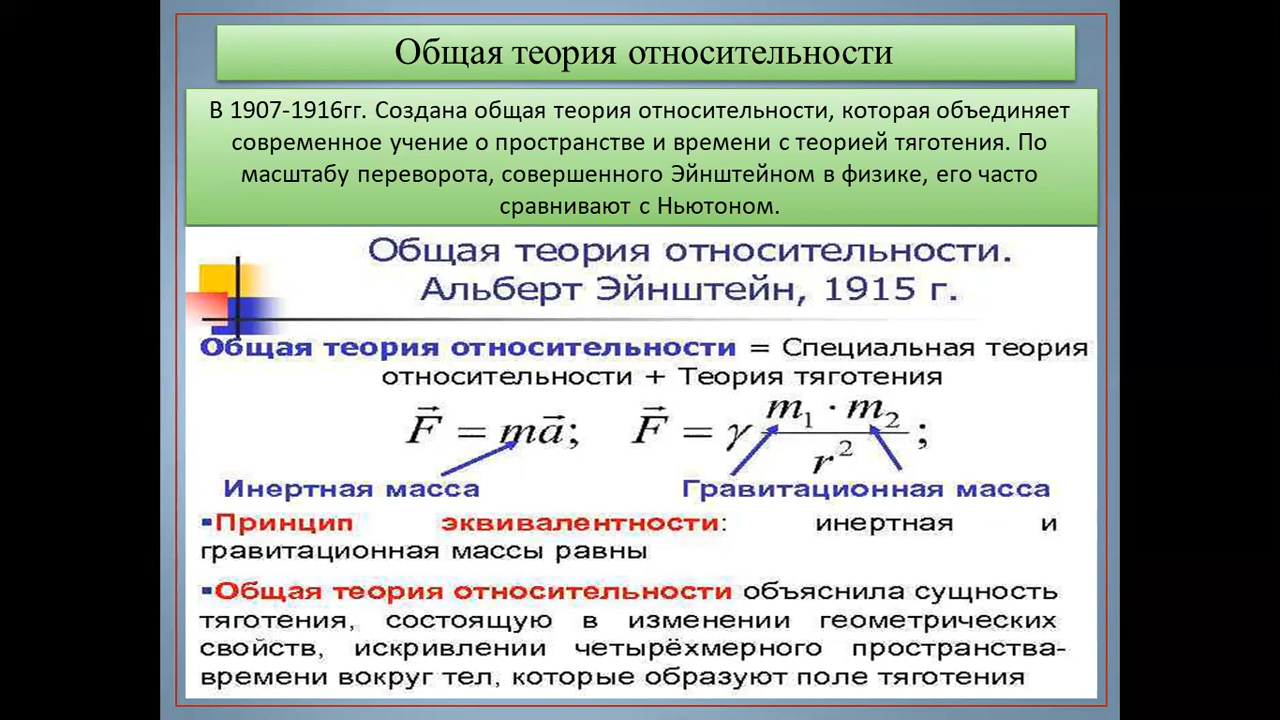 Общая теория относительности
В 1907-1916гг. Создана общая теория относительности, которая объединяет
современное учение о пространстве и времени с теорией тяготения. По
масштабу переворота, совершенного Эйнштейном в физике, его часто
сравнивают с Ньютоном.
Общая теория относительности.
Альберт Эйнштейн, 1915 г.
Общая теория относительности = Специальная теория
относительности + Теория тяготения
F⃗ = ma⃗; F⃗ = γ (m₁ · m₂) / r² ;
Инертная масса Гравитационная масса
▪Принцип эквивалентности: инертная и
гравитационная массы равны
▪Общая теория относительности объяснила сущность
тяготения, состоящую в изменении геометрических
свойств, искривлении четырёхмерного пространства-
времени вокруг тел, которые образуют поле тяготения